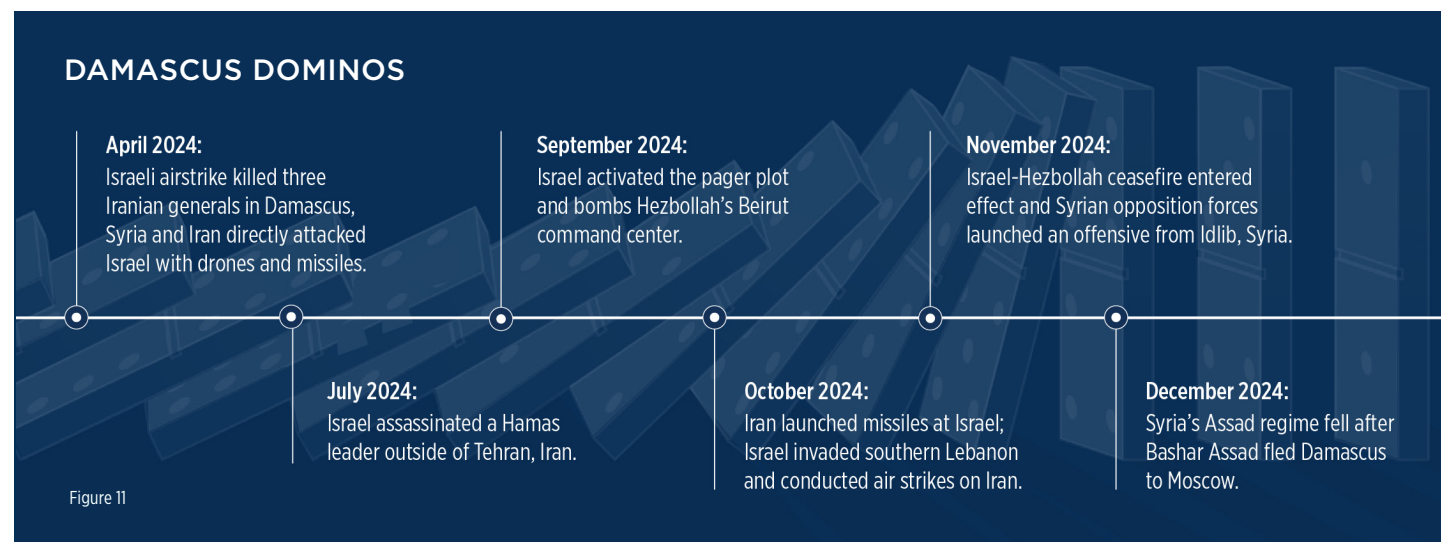 DAMASCUS DOMINOS
April 2024:
Israeli airstrike killed three
Iranian generals in Damascus,
Syria and Iran directly attacked
Israel with drones and missiles.
July 2024:
Israel assassinated a Hamas
leader outside of Tehran, Iran.
September 2024:
Israel activated the pager plot
and bombs Hezbollah’s Beirut
command center.
October 2024:
Iran launched missiles at Israel;
Israel invaded southern Lebanon
and conducted air strikes on Iran.
November 2024:
Israel-Hezbollah ceasefire entered
effect and Syrian opposition forces
launched an offensive from Idlib, Syria.
December 2024:
Syria’s Assad regime fell after
Bashar Assad fled Damascus
to Moscow.
Figure 11